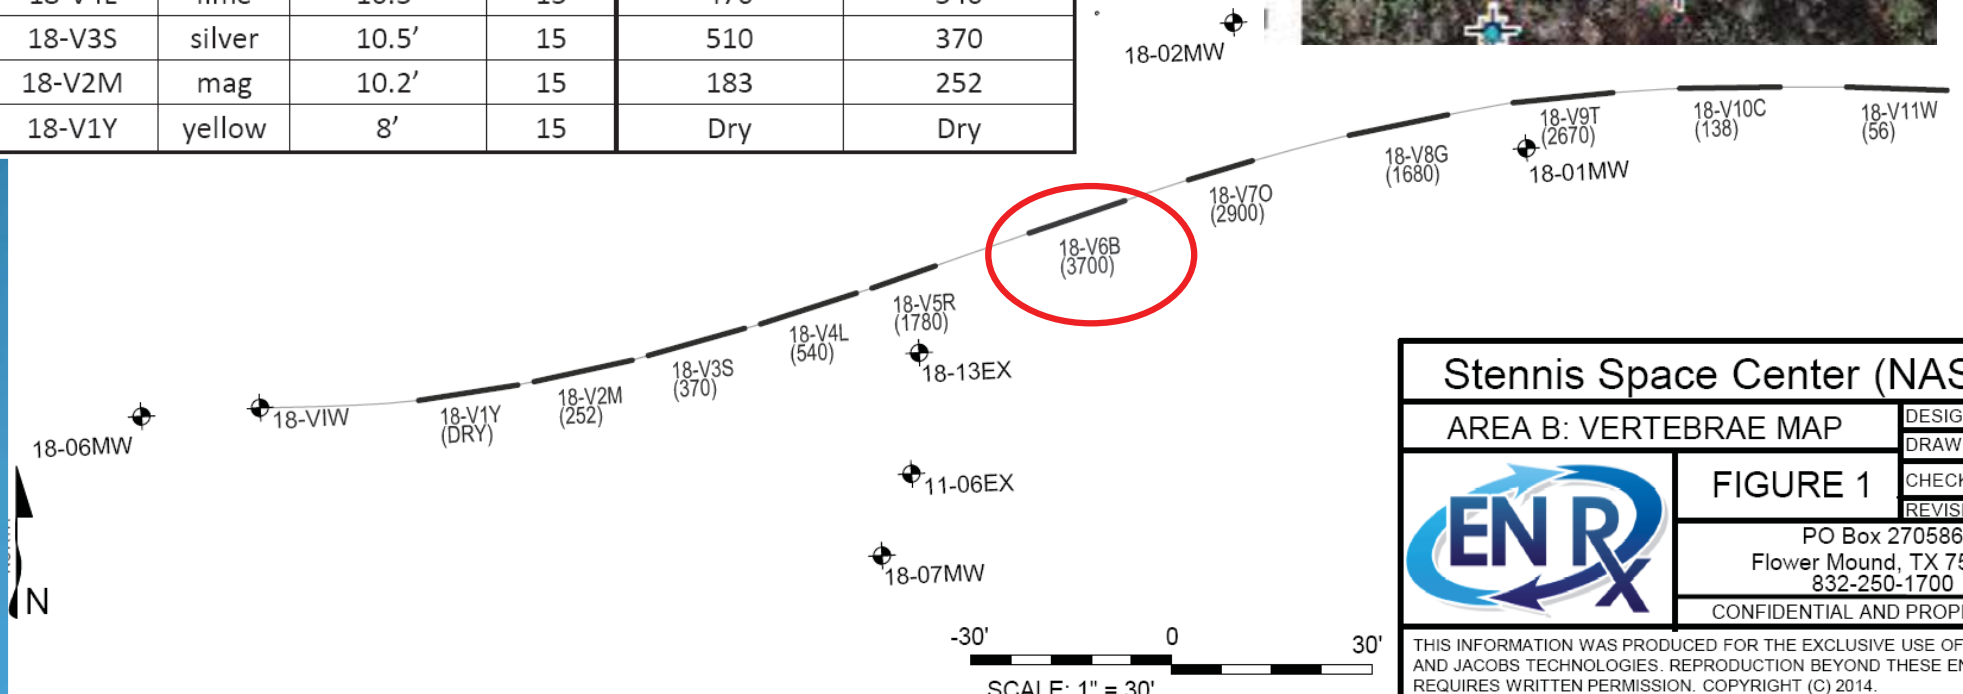 18-V3S silver 10.5’ 15 510 370
18-V2M mag 10.2’ 15 183 252
18-V1Y yellow 8’ 15 Dry Dry
18-02MW
18-V11W
(56)
18-V10C
(138)
18-V9T
(2670)
18-01MW
18-V8G
(1680)
18-V7O
(2900)
18-V6B
(3700)
18-V5R
(1780)
18-V4L
(540)
18-13EX
18-V3S
(370)
18-V2M
(252)
18-V1Y
(DRY)
18-VIW
18-06MW
11-06EX
18-07MW
N
-30' 0 30'
SCALE: 1" = 30'
Stennis Space Center (NAS
AREA B: VERTEBRAE MAP
DESIG
DRAW
FIGURE 1
CHECK
REVIS
EN Rx
PO Box 270586
Flower Mound, TX 75
832-250-1700
CONFIDENTIAL AND PROP
THIS INFORMATION WAS PRODUCED FOR THE EXCLUSIVE USE OF
AND JACOBS TECHNOLOGIES. REPRODUCTION BEYOND THESE EN
REQUIRES WRITTEN PERMISSION. COPYRIGHT (C) 2014.